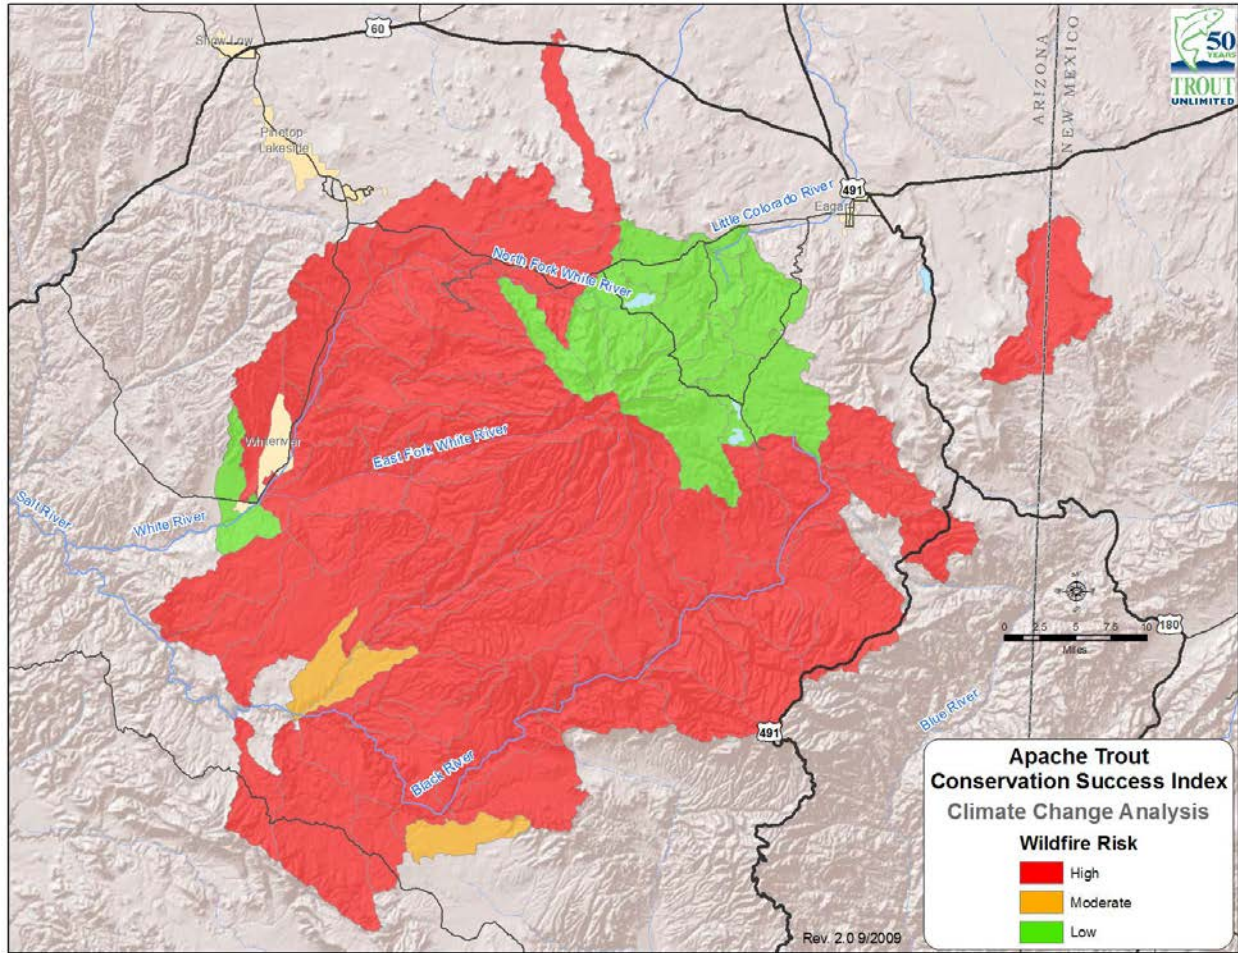 60
Show Low
Pinetop-
Lakeside
ARIZONA
NEW MEXICO
50
YEARS
TROUT
UNLIMITED
491
Eagar
Little Colorado River
North Fork White River
Whiteriver
East Fork White River
Salt River
White River
0 2.5 5 7.5 10
Miles
180
491
Blue River
Black River
Apache Trout
Conservation Success Index
Climate Change Analysis
Wildfire Risk
High
Moderate
Low
Rev. 2.0 9/2009